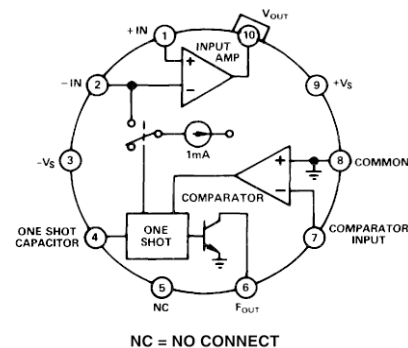 VOUT
+ IN
1
10
INPUT
AMP
+
−
− IN
2
9
+VS
-VS
3
1mA
+
−
8
COMMON
COMPARATOR
ONE SHOT
CAPACITOR
4
ONE
SHOT
7
COMPARATOR
INPUT
5
6
NC
FOUT
NC = NO CONNECT